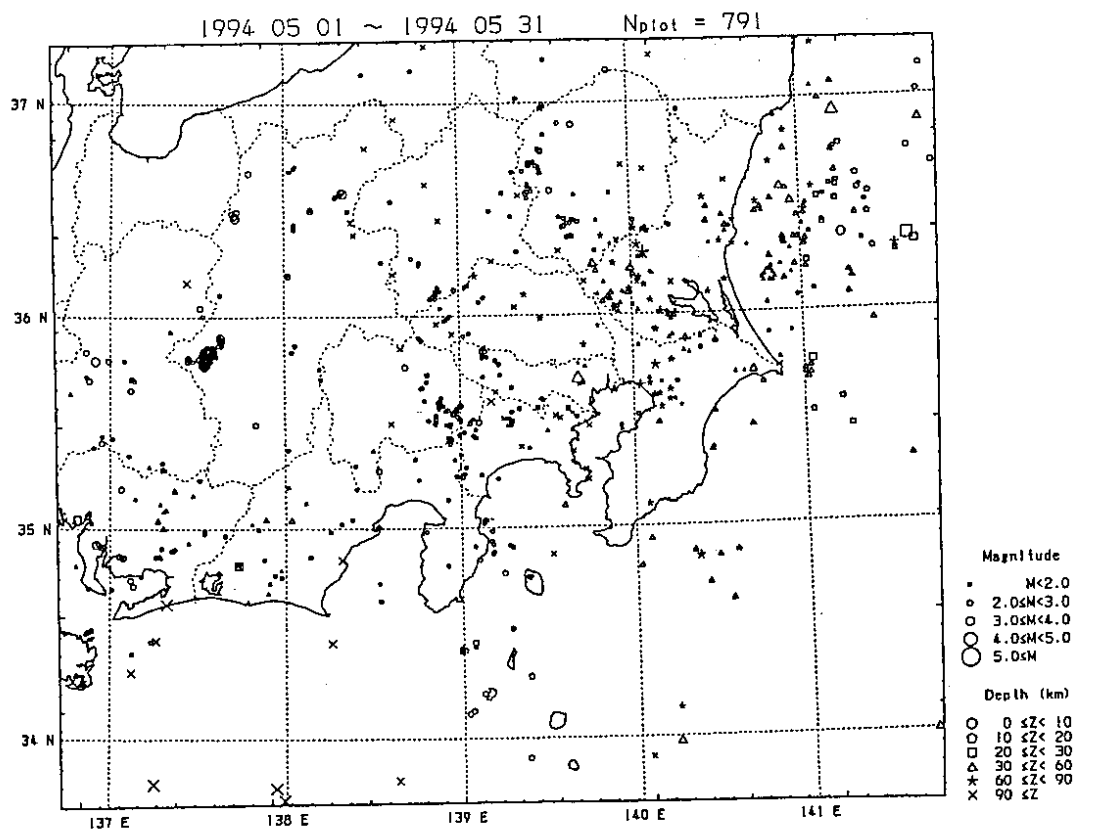 1994 05 01 ~ 1994 05 31 Nplot = 791
37 N
36 N
35 N
34 N
137 E 138 E 139 E 140 E 141 E
Magnitude
M<2.0
2.0≤M<3.0
3.0≤M<4.0
4.0≤M<5.0
5.0≤M
Depth (km)
0 ≤Z< 10
10 ≤Z< 20
20 ≤Z< 30
30 ≤Z< 60
60 ≤Z< 90
90 ≤Z